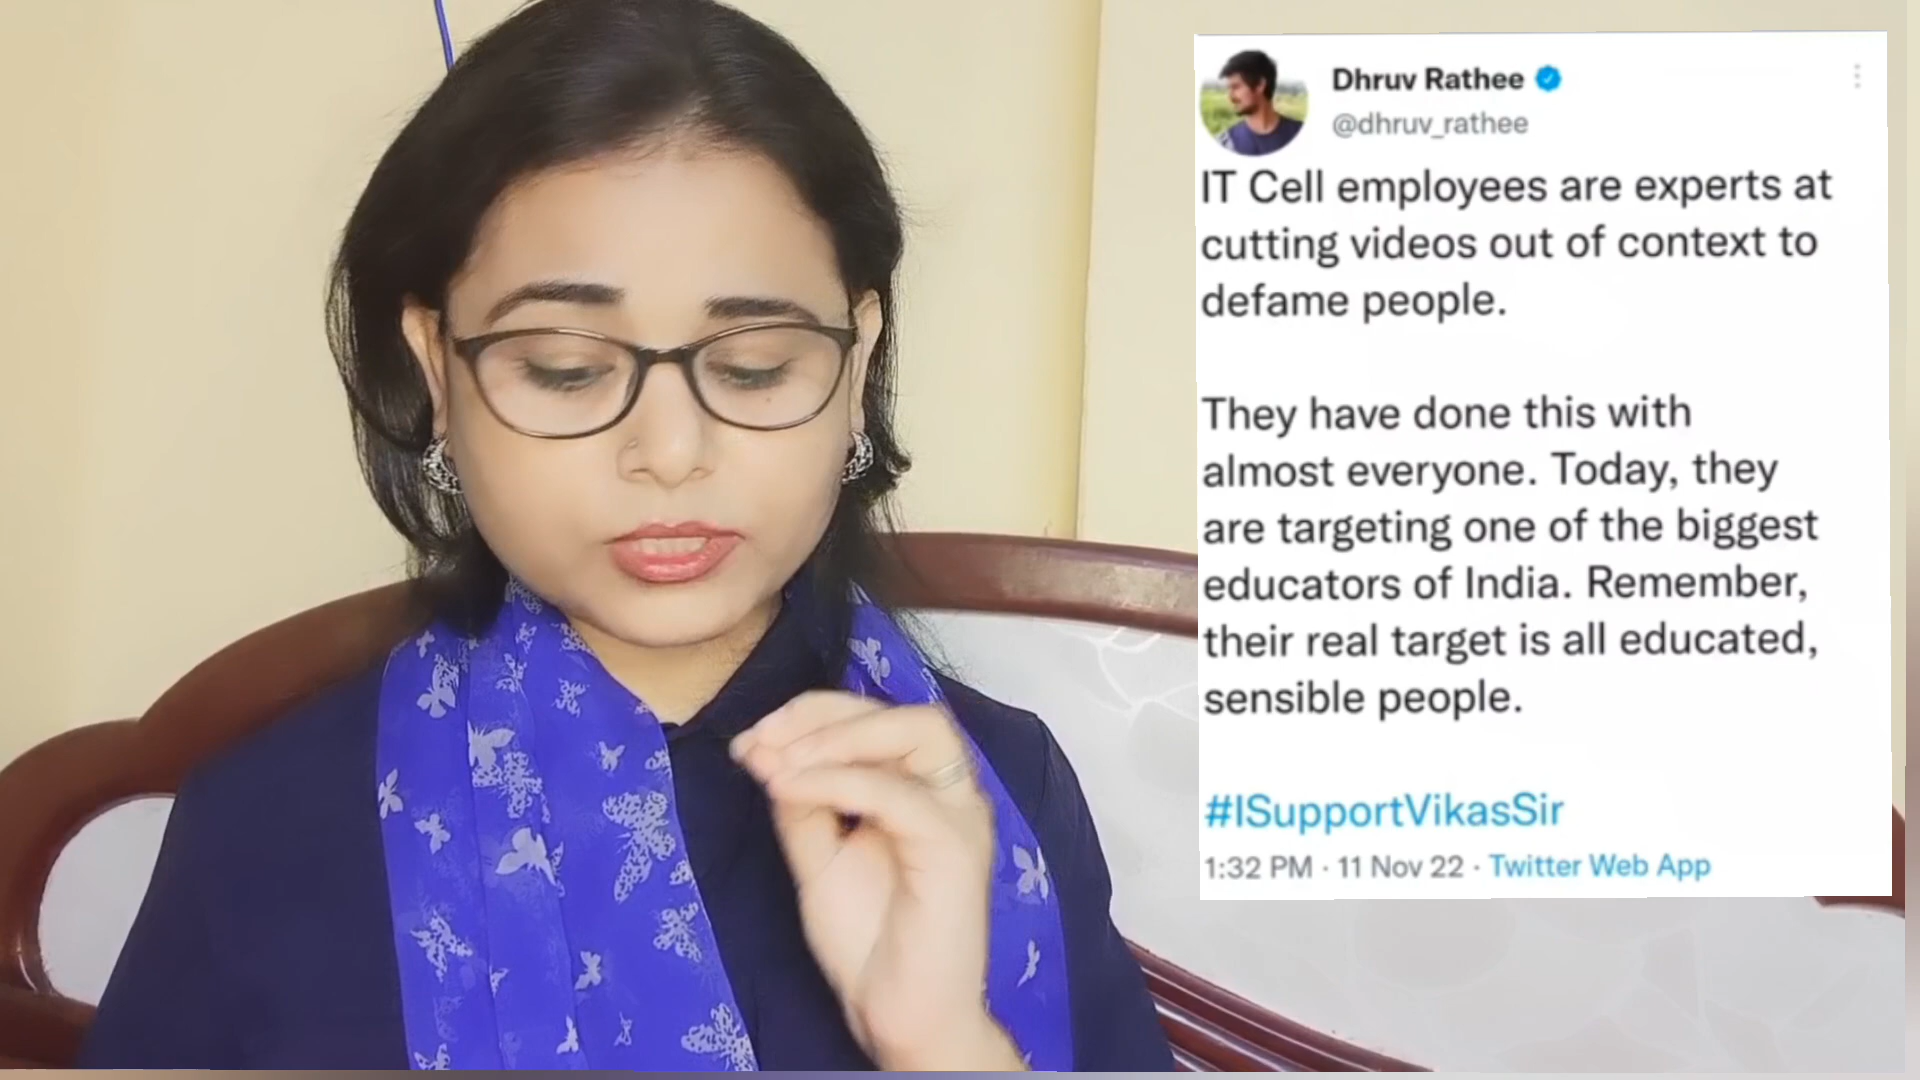 Dhruv Rathee
@dhruv_rathee
IT Cell employees are experts at
cutting videos out of context to
defame people.
They have done this with
almost everyone. Today, they
are targeting one of the biggest
educators of India. Remember,
their real target is all educated,
sensible people.
#ISupportVikasSir
1:32 PM · 11 Nov 22 · Twitter Web App